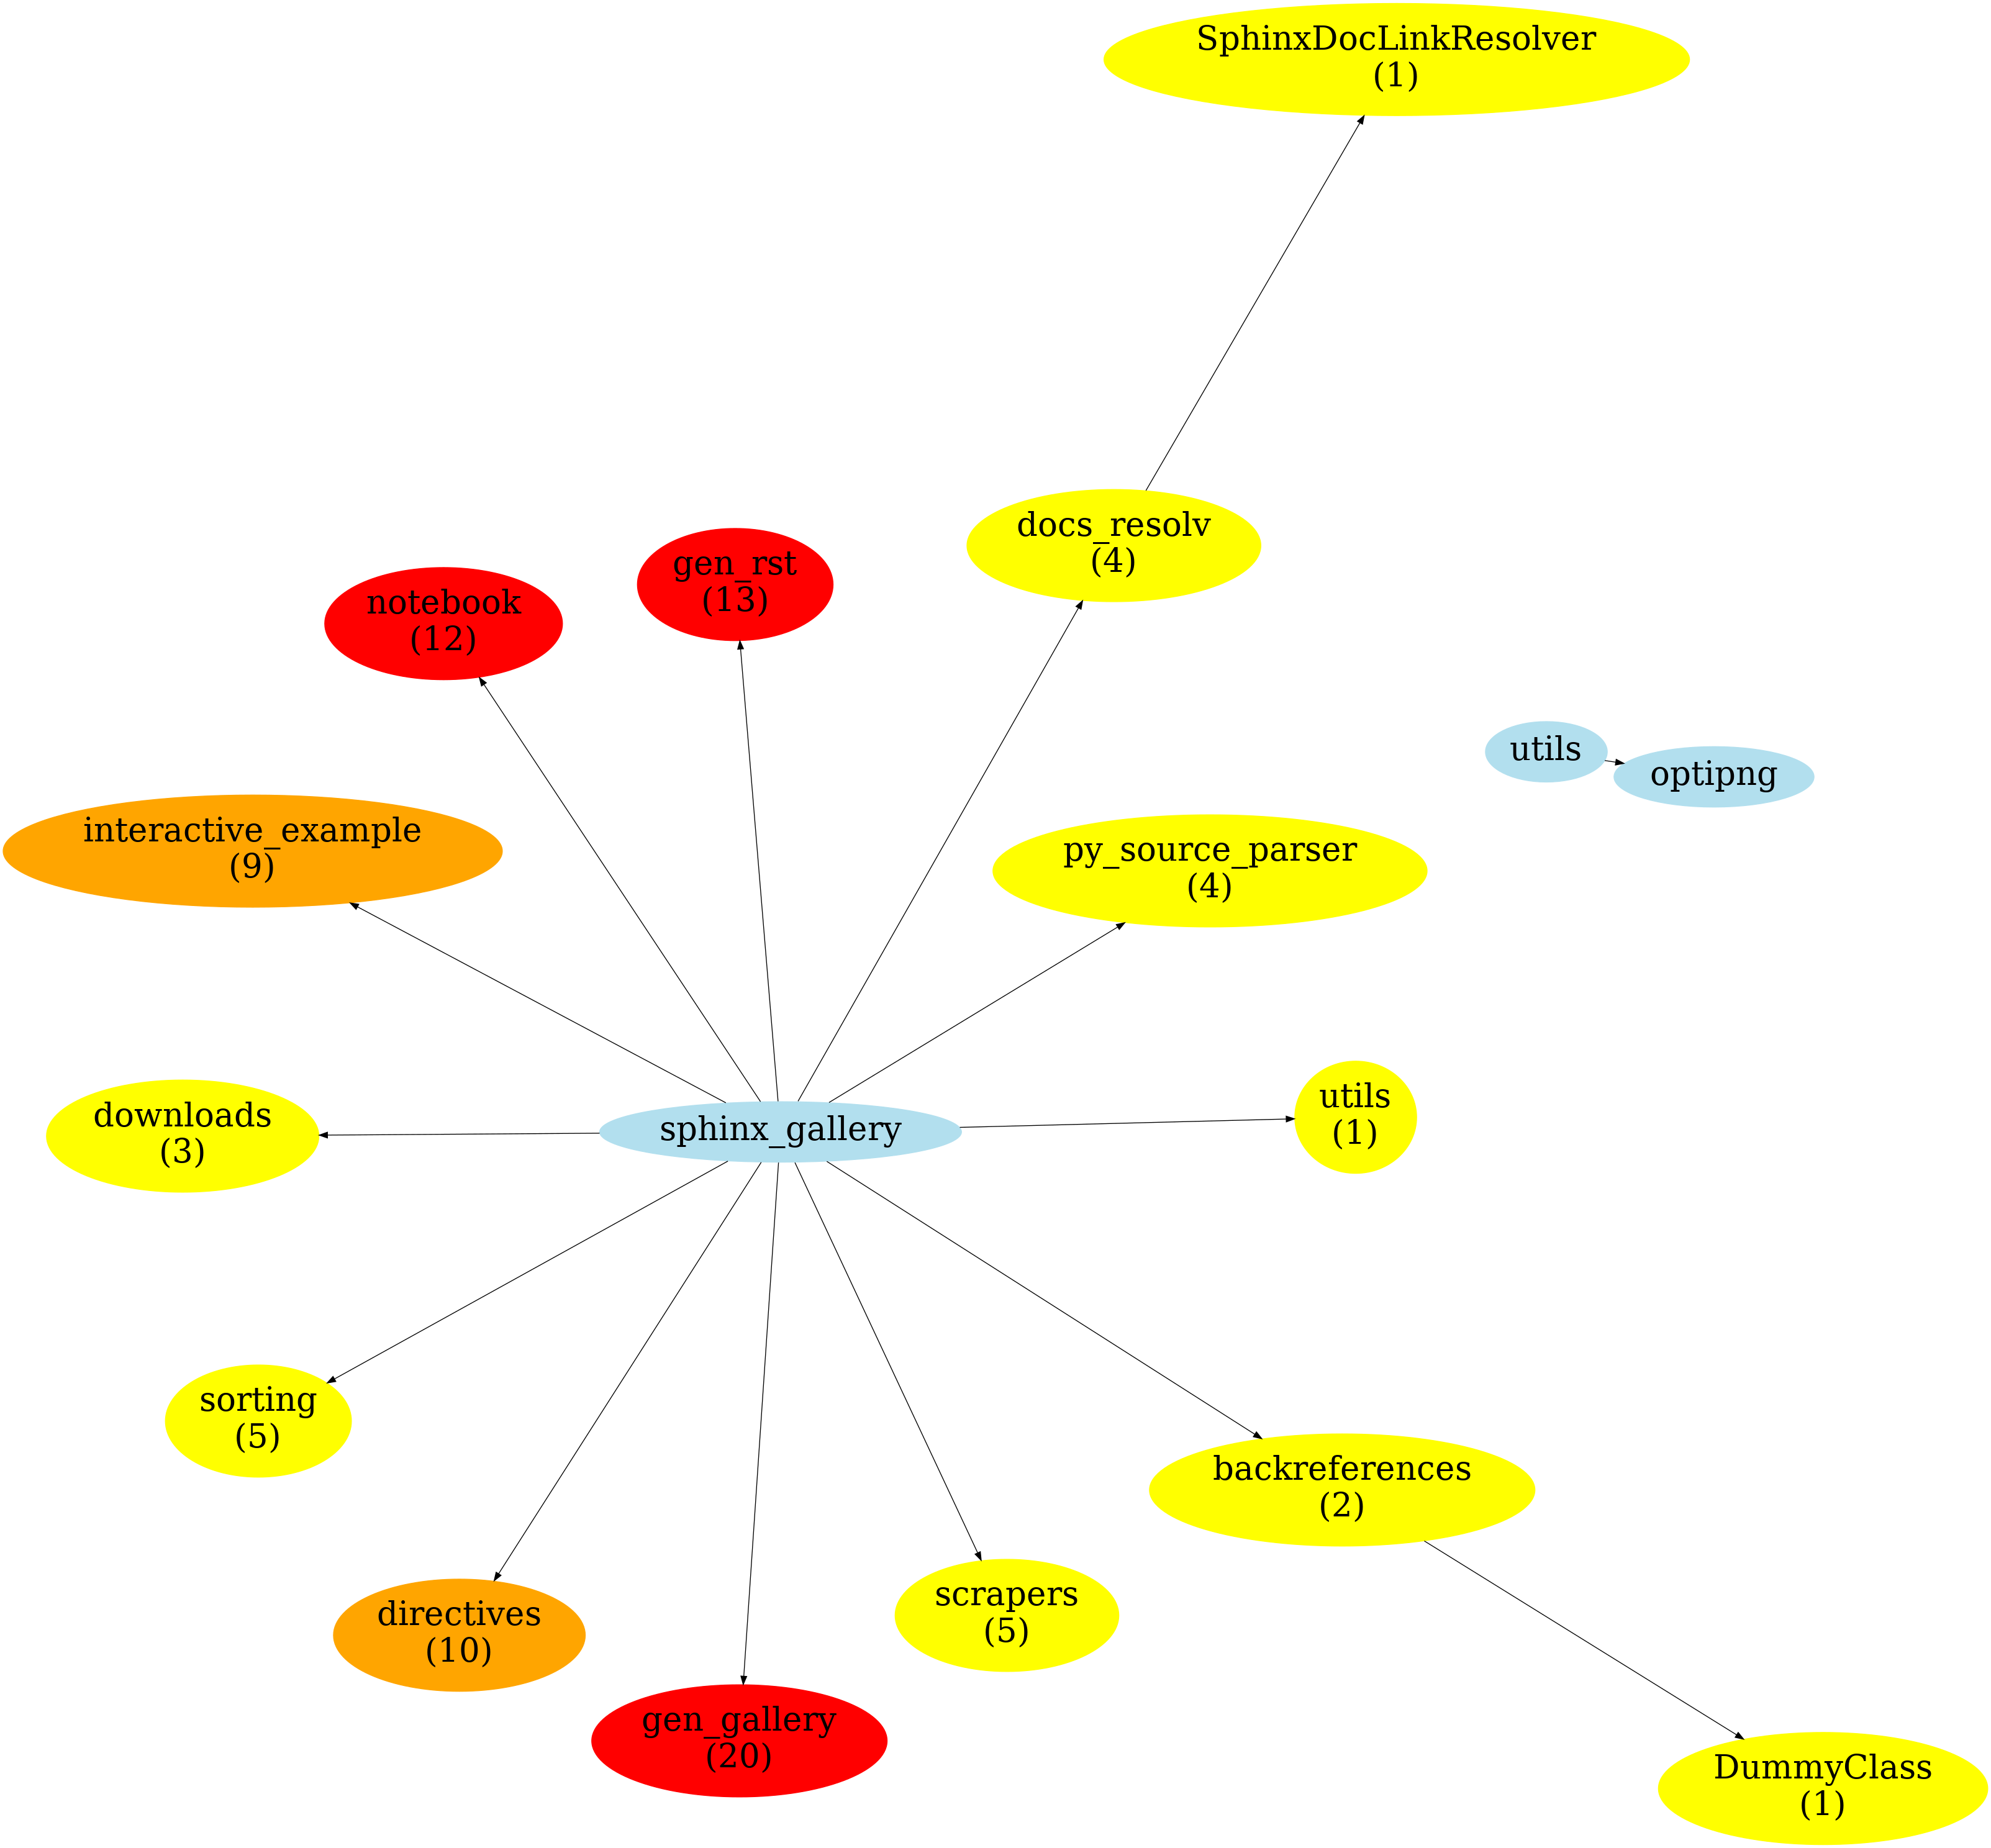 SphinxDocLinkResolver
(1)
docs_resolv
(4)
gen_rst
(13)
notebook
(12)
utils
optipng
interactive_example
(9)
py_source_parser
(4)
utils
(1)
downloads
(3)
sphinx_gallery
sorting
(5)
backreferences
(2)
scrapers
(5)
directives
(10)
gen_gallery
(20)
DummyClass
(1)